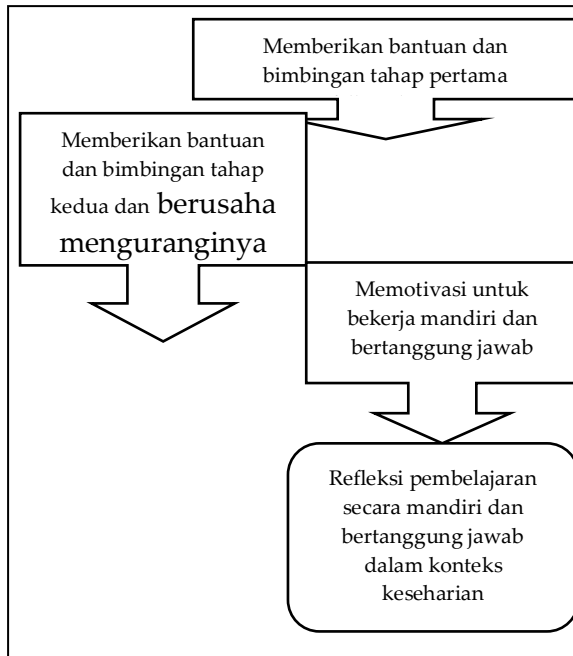 Memberikan bantuan dan
bimbingan tahap pertama
Memberikan bantuan
dan bimbingan tahap
kedua dan berusaha
menguranginya
Memotivasi untuk
bekerja mandiri dan
bertanggung jawab
Refleksi pembelajaran
secara mandiri dan
bertanggung jawab
dalam konteks
keseharian